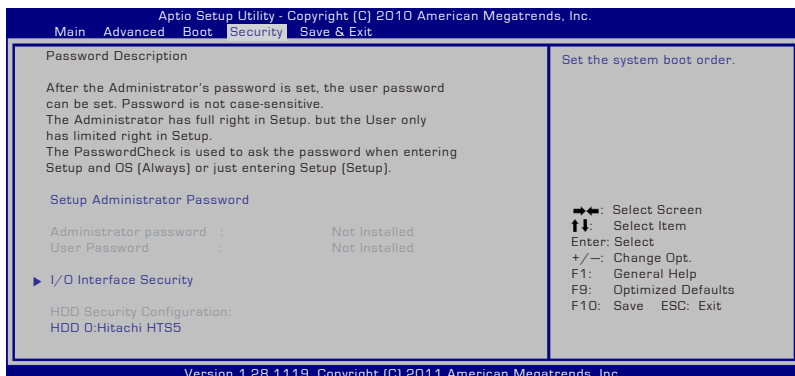 Aptio Setup Utility - Copyright (C) 2010 American Megatrends, Inc.
Main Advanced Boot Security Save & Exit
Password Description
After the Administrator's password is set, the user password
can be set. Password is not case-sensitive.
The Administrator has full right in Setup. but the User only
has limited right in Setup.
The PasswordCheck is used to ask the password when entering
Setup and OS (Always) or just entering Setup (Setup).
Setup Administrator Password
Administrator password : Not Installed
User Password : Not Installed
I/O Interface Security
HDD Security Configuration:
HDD 0:Hitachi HTS5
Set the system boot order.
→←: Select Screen
↑↓: Select Item
Enter: Select
+/—: Change Opt.
F1: General Help
F9: Optimized Defaults
F10: Save ESC: Exit
Version 1.28.1119. Copyright (C) 2011 American Megatrends, Inc.